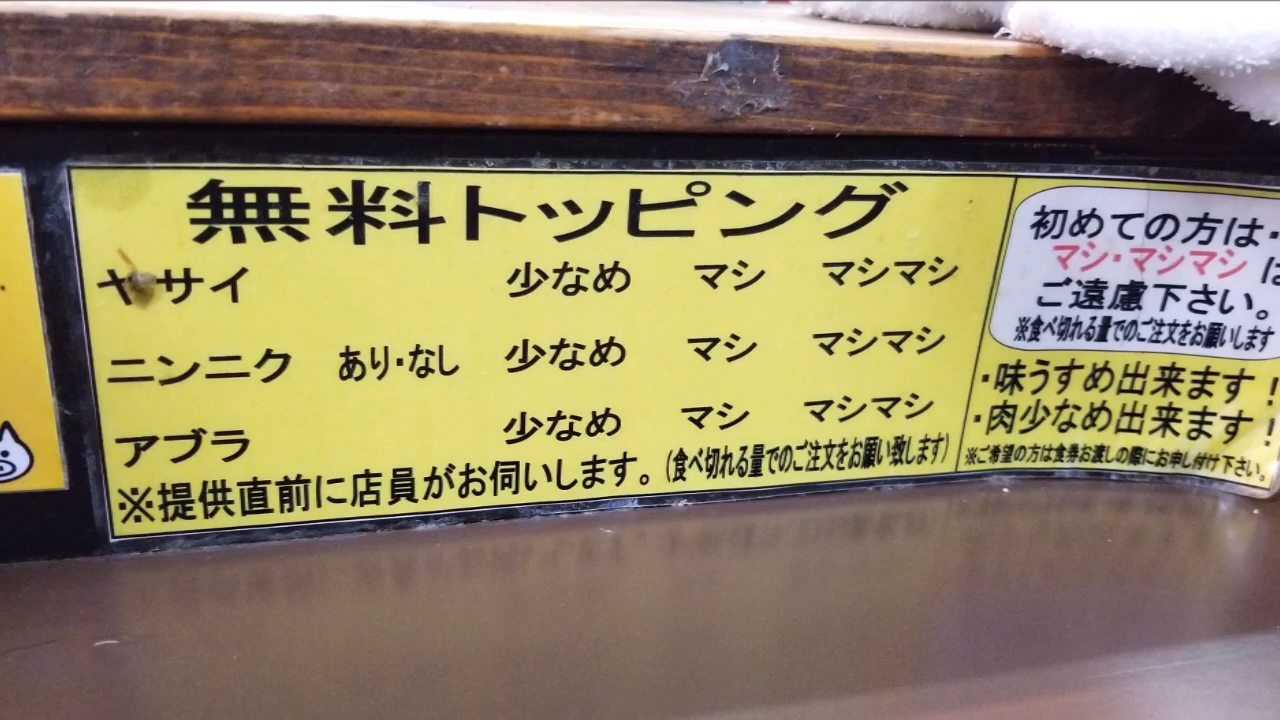 無料トッピング
ヤサイ 少なめ マシ マシマシ
ニンニク あり・なし 少なめ マシ マシマシ
アブラ 少なめ マシ マシマシ
※提供直前に店員がお伺いします。(食べ切れる量でのご注文をお願い致します)
初めての方は・
マシ・マシマシ は
ご遠慮下さい。
※食べ切れる量でのご注文をお願いします
・味うすめ出来ます!
・肉少なめ出来ます!
※ご希望の方は食券お渡しの際にお申し付け下さい。